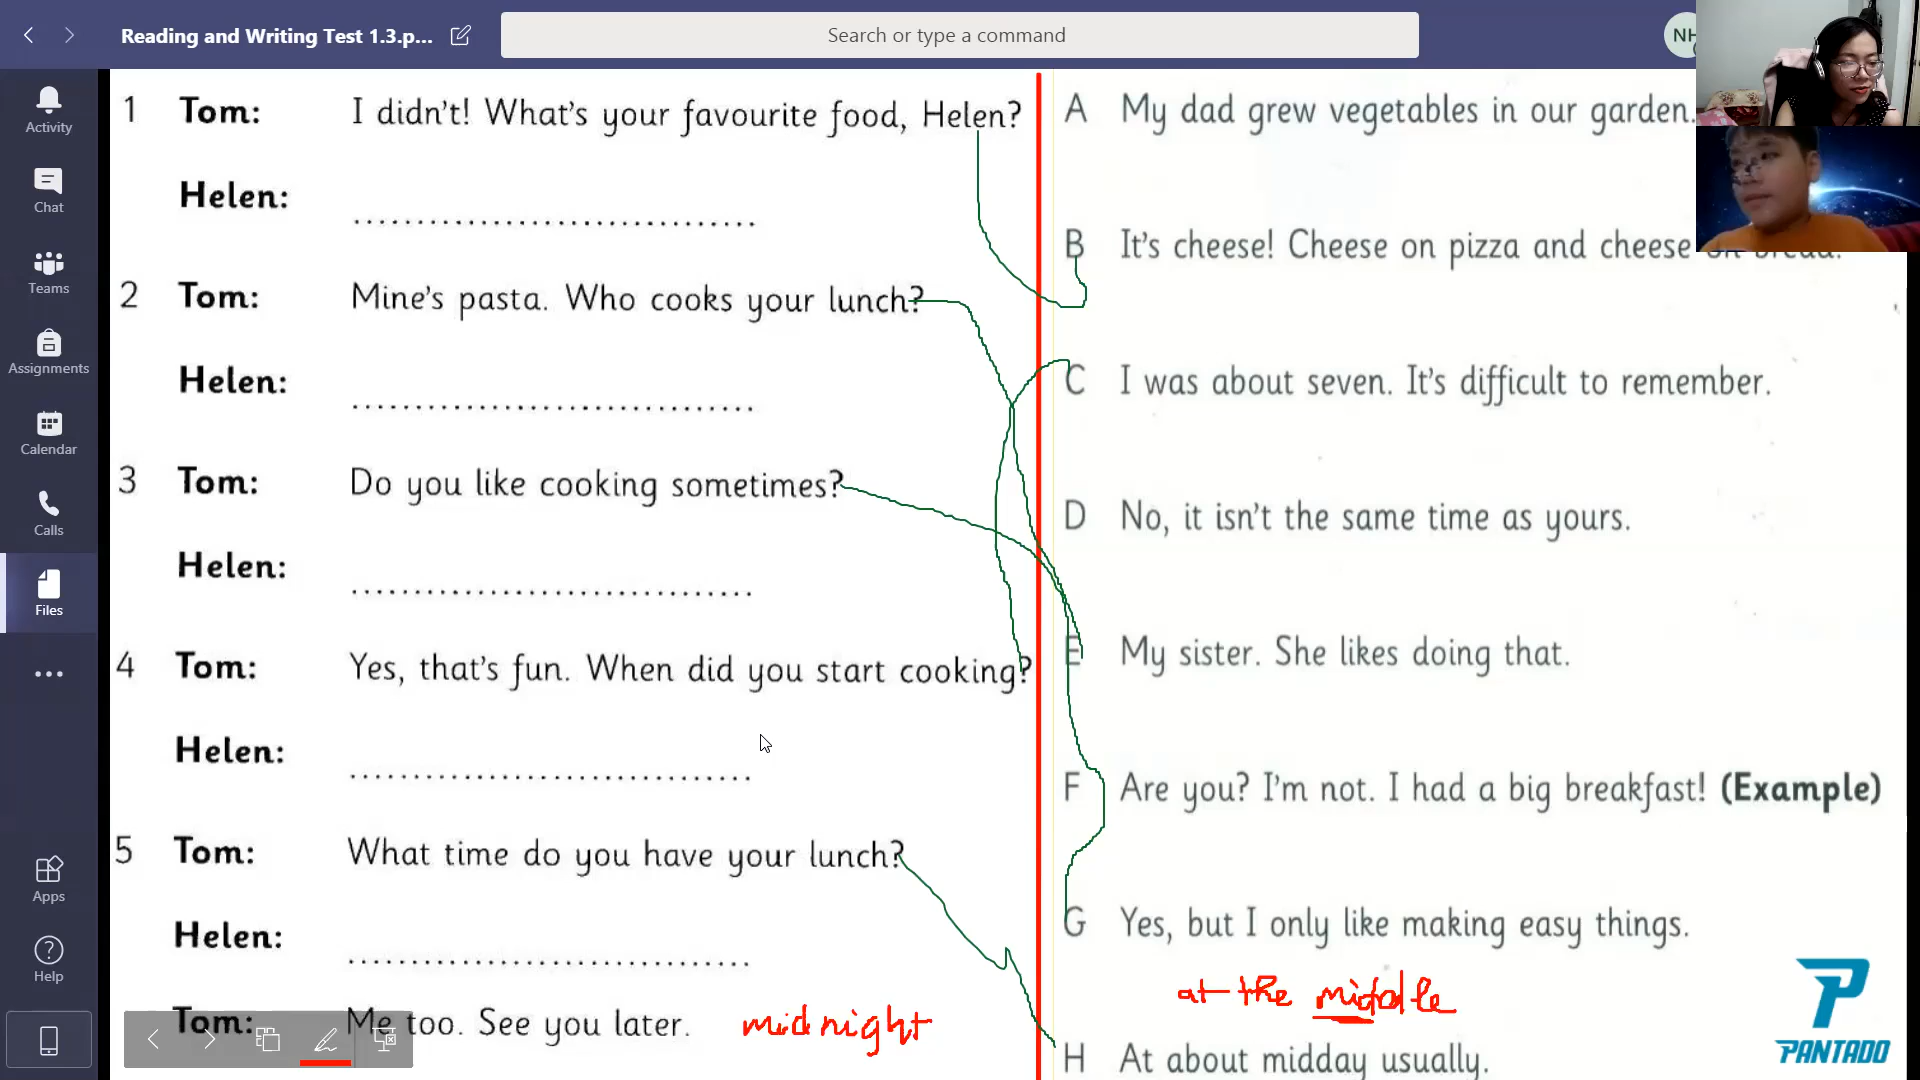 Reading and Writing Test 1.3.p...
Search or type a command
NH
Activity
Chat
Teams
Assignments
Calendar
Calls
Files
Apps
Help
1 Tom: I didn't! What's your favourite food, Helen?
Helen: ................................
2 Tom: Mine's pasta. Who cooks your lunch?
Helen: ................................
3 Tom: Do you like cooking sometimes?
Helen: ................................
4 Tom: Yes, that's fun. When did you start cooking?
Helen: ................................
5 Tom: What time do you have your lunch?
Helen: ................................
Tom: Me too. See you later.
midnight
A My dad grew vegetables in our garden.
B It's cheese! Cheese on pizza and cheese on bread.
C I was about seven. It's difficult to remember.
D No, it isn't the same time as yours.
E My sister. She likes doing that.
F Are you? I'm not. I had a big breakfast! (Example)
G Yes, but I only like making easy things.
at the middle
H At about midday usually.
PANTADO